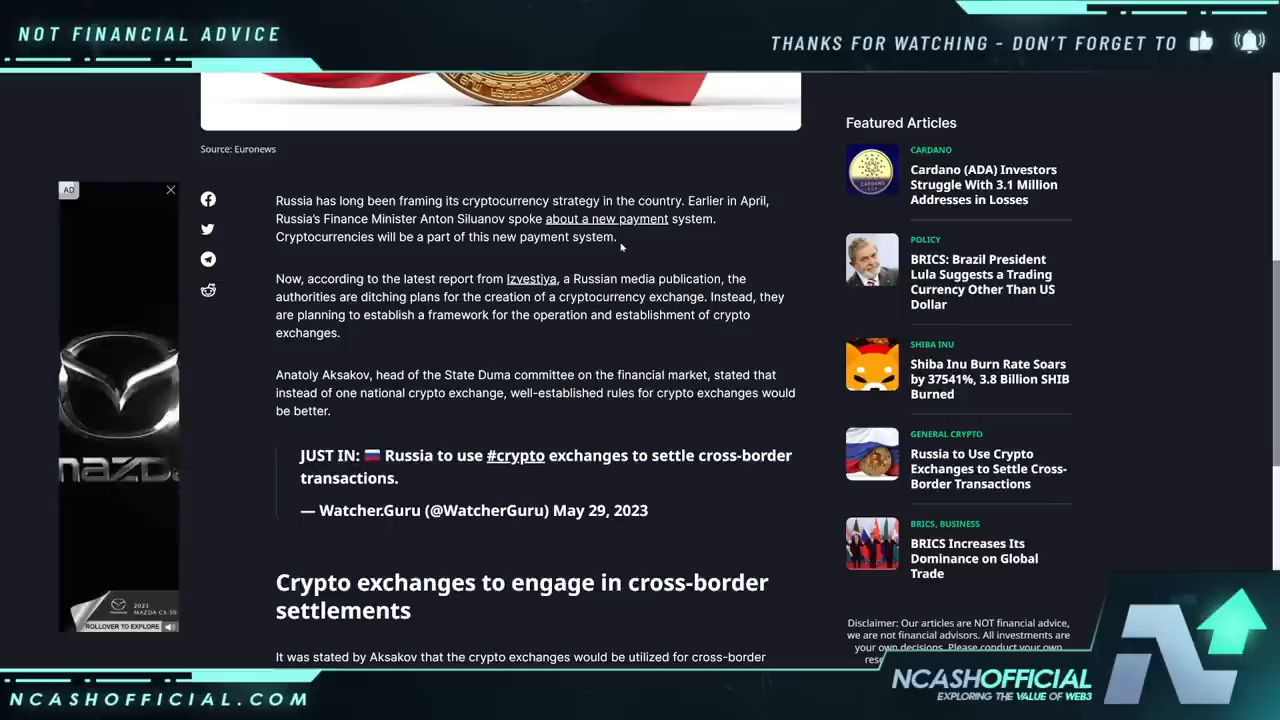 NOT FINANCIAL ADVICE
THANKS FOR WATCHING - DON'T FORGET TO
Source: Euronews
AD
Russia has long been framing its cryptocurrency strategy in the country. Earlier in April,
Russia's Finance Minister Anton Siluanov spoke about a new payment system.
Cryptocurrencies will be a part of this new payment system.
Now, according to the latest report from Izvestiya, a Russian media publication, the
authorities are ditching plans for the creation of a cryptocurrency exchange. Instead, they
are planning to establish a framework for the operation and establishment of crypto
exchanges.
Anatoly Aksakov, head of the State Duma committee on the financial market, stated that
instead of one national crypto exchange, well-established rules for crypto exchanges would
be better.
JUST IN: 🇷🇺 Russia to use #crypto exchanges to settle cross-border
transactions.
— Watcher.Guru (@WatcherGuru) May 29, 2023
Crypto exchanges to engage in cross-border
settlements
It was stated by Aksakov that the crypto exchanges would be utilized for cross-border
mazda
2023
MAZDA CX-50
ROLLOVER TO EXPLORE
Featured Articles
CARDANO
Cardano (ADA) Investors
Struggle With 3.1 Million
Addresses in Losses
POLICY
BRICS: Brazil President
Lula Suggests a Trading
Currency Other Than US
Dollar
SHIBA INU
Shiba Inu Burn Rate Soars
by 37541%, 3.8 Billion SHIB
Burned
GENERAL CRYPTO
Russia to Use Crypto
Exchanges to Settle Cross-
Border Transactions
BRICS, BUSINESS
BRICS Increases Its
Dominance on Global
Trade
Disclaimer: Our articles are NOT financial advice,
we are not financial advisors. All investments are
your own decisions. Please conduct your own
NCASHOFFICIAL
EXPLORING THE VALUE OF WEB3
NCASHOFFICIAL.COM